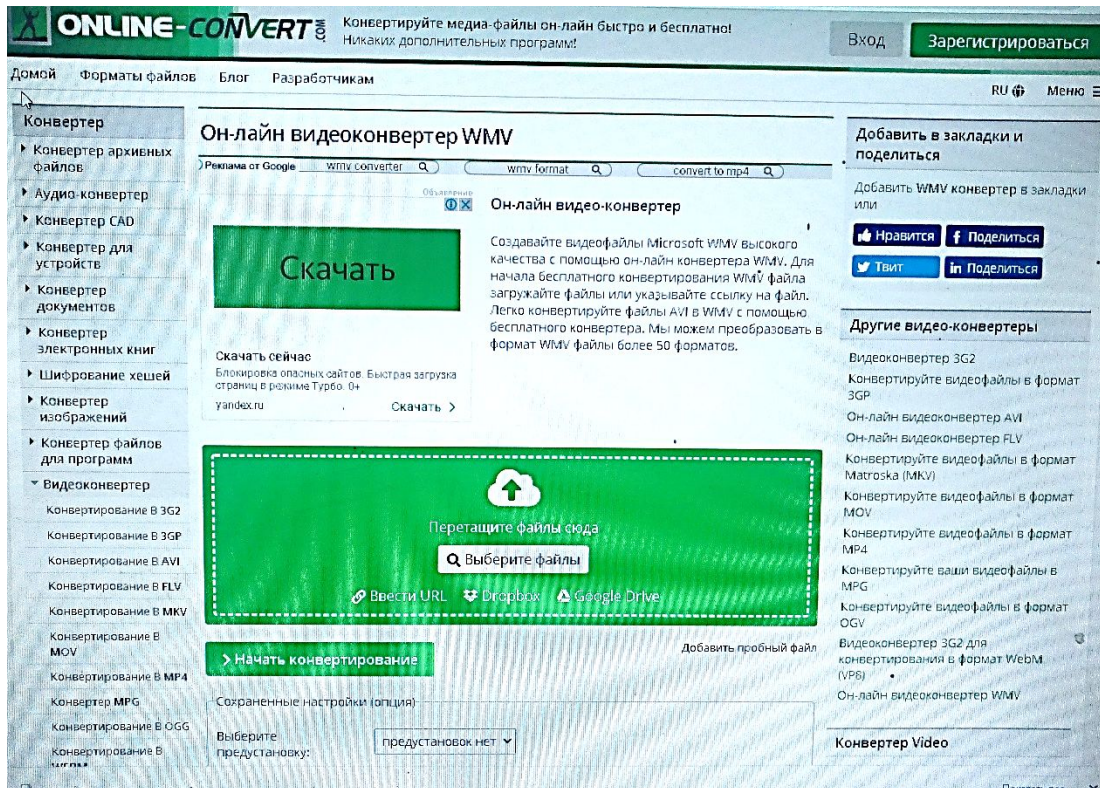 ONLINE-CONVERT.COM
Конвертируйте медиа-файлы он-лайн быстро и бесплатно!
Никаких дополнительных программ!
Вход
Зарегистрироваться
Домой Форматы файлов Блог Разработчикам
RU Меню
Конвертер
Конвертер архивных
файлов
Аудио-конвертер
Конвертер CAD
Конвертер для
устройств
Конвертер
документов
Конвертер
электронных книг
Шифрование хешей
Конвертер
изображений
Конвертер файлов
для программ
Видеоконвертер
Конвертирование В 3G2
Конвертирование В 3GP
Конвертирование В AVI
Конвертирование В FLV
Конвертирование В MKV
Конвертирование В
MOV
Конвертирование В MP4
Конвертер MPG
Конвертирование В OGG
Конвертирование В
Он-лайн видеоконвертер WMV
Реклама от Google wmv converter wmv format convert to mp4
Объявление
Скачать
Скачать сейчас
Блокировка опасных сайтов. Быстрая загрузка
страниц в режиме Турбо. 0+
yandex.ru Скачать
Он-лайн видео-конвертер
Создавайте видеофайлы Microsoft WMV высокого
качества с помощью он-лайн конвертера WMV. Для
начала бесплатного конвертирования WMV файла
загружайте файлы или указывайте ссылку на файл.
Легко конвертируйте файлы AVI в WMV с помощью
бесплатного конвертера. Мы можем преобразовать в
формат WMV файлы более 50 форматов.
Перетащите файлы сюда
Выберите файлы
Ввести URL Dropbox Google Drive
Начать конвертирование
Добавить пробный файл
Сохраненные настройки (опция)
Выберите
предустановку:
предустановок нет
Добавить в закладки и
поделиться
Добавить WMV конвертер в закладки
или
Нравится Поделиться
Твит Поделиться
Другие видео-конвертеры
Видеоконвертер 3G2
Конвертируйте видеофайлы в формат
3GP
Он-лайн видеоконвертер AVI
Он-лайн видеоконвертер FLV
Конвертируйте видеофайлы в формат
Matroska (MKV)
Конвертируйте видеофайлы в формат
MOV
Конвертируйте видеофайлы в формат
MP4
Конвертируйте ваши видеофайлы в
MPG
Конвертируйте видеофайлы в формат
OGV
Видеоконвертер 3G2 для
конвертирования в формат WebM
(VP8)
Он-лайн видеоконвертер WMV
Конвертер Video